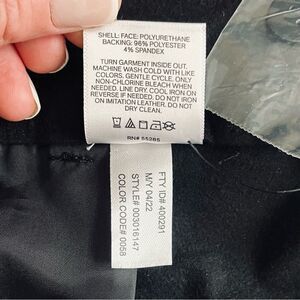 SHELL: FACE: POLYURETHANE
BACKING: 96% POLYESTER
4% SPANDEX
TURN GARMENT INSIDE OUT.
MACHINE WASH COLD WITH LIKE
COLORS, GENTLE CYCLE. ONLY
NON-CHLORINE BLEACH WHEN
NEEDED. LINE DRY. COOL IRON ON
REVERSE IF NEEDED. DO NOT IRON
ON IMITATION LEATHER. DO NOT
DRY CLEAN.
RN# 55285
FTY ID# 400291
M/Y 04/22
STYLE# 003016147
COLOR CODE# 0058